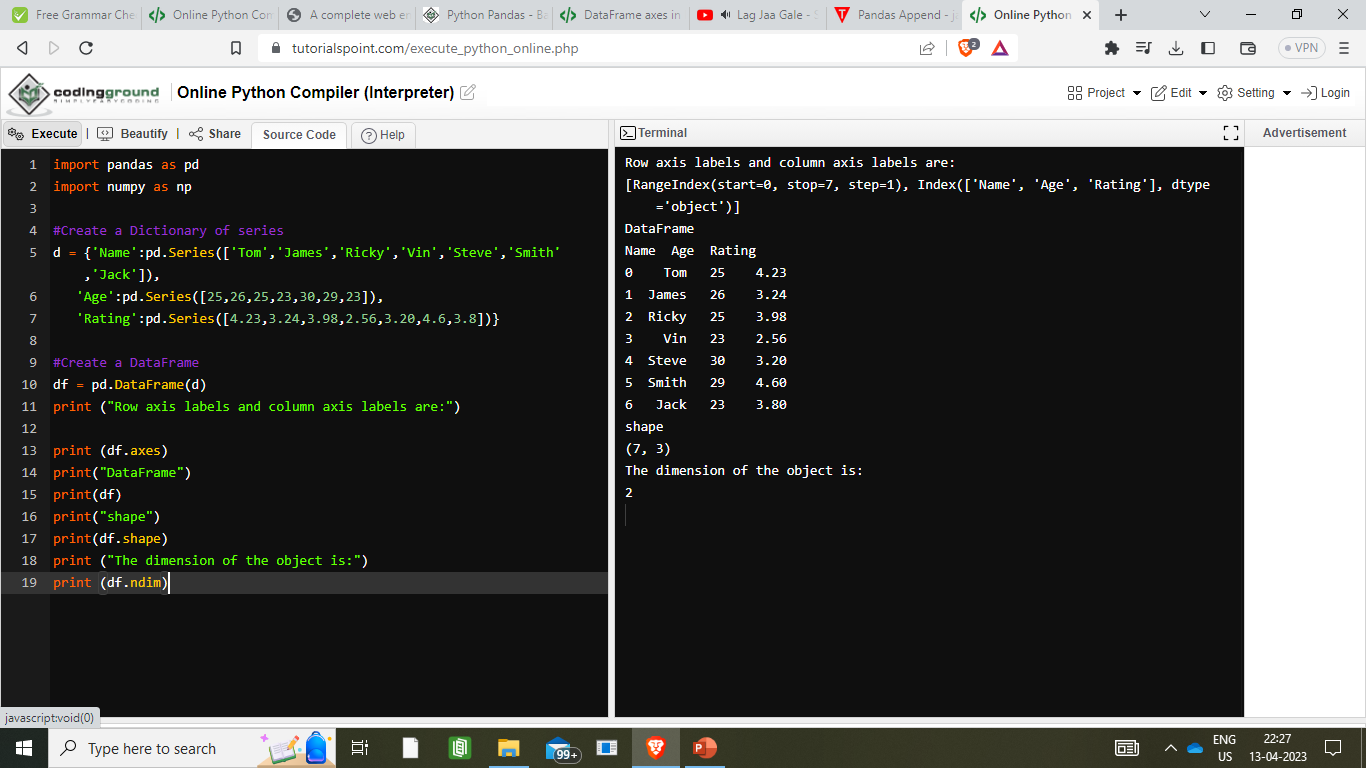 Free Grammar Che
Online Python Com
A complete web en
Python Pandas - Ba
DataFrame axes in
Lag Jaa Gale - S
Pandas Append - ja
Online Python
tutorialspoint.com/execute_python_online.php
2
VPN
codingground
SIMPLYEASYCODING
Online Python Compiler (Interpreter)
Project
Edit
Setting
Login
Execute
Beautify
Share
Source Code
Help
1 import pandas as pd
2 import numpy as np
3
4 #Create a Dictionary of series
5 d = {'Name':pd.Series(['Tom','James','Ricky','Vin','Steve','Smith'
,'Jack']),
6 'Age':pd.Series([25,26,25,23,30,29,23]),
7 'Rating':pd.Series([4.23,3.24,3.98,2.56,3.20,4.6,3.8])}
8
9 #Create a DataFrame
10 df = pd.DataFrame(d)
11 print ("Row axis labels and column axis labels are:")
12
13 print (df.axes)
14 print("DataFrame")
15 print(df)
16 print("shape")
17 print(df.shape)
18 print ("The dimension of the object is:")
19 print (df.ndim)
Terminal
Row axis labels and column axis labels are:
[RangeIndex(start=0, stop=7, step=1), Index(['Name', 'Age', 'Rating'], dtype
='object')]
DataFrame
Name Age Rating
0 Tom 25 4.23
1 James 26 3.24
2 Ricky 25 3.98
3 Vin 23 2.56
4 Steve 30 3.20
5 Smith 29 4.60
6 Jack 23 3.80
shape
(7, 3)
The dimension of the object is:
2
Advertisement
javascript:void(0)
Type here to search
99+
ENG
US
22:27
13-04-2023